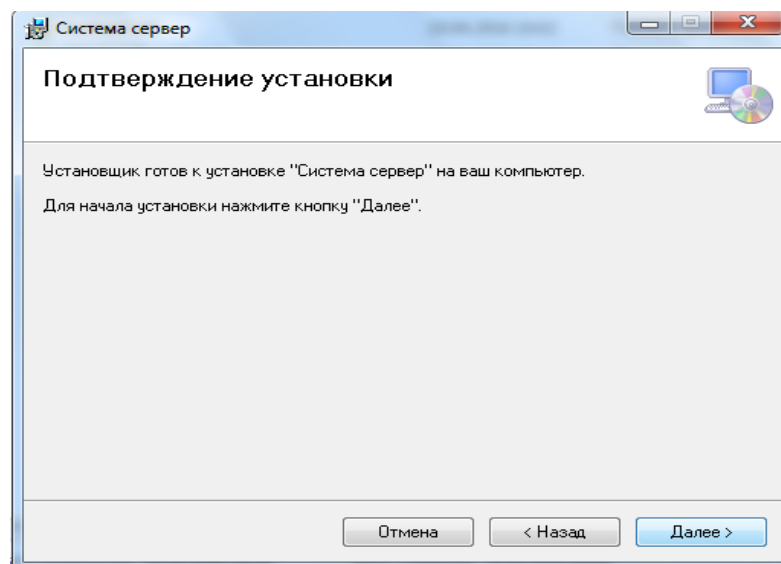 Система сервер
Подтверждение установки
Установщик готов к установке "Система сервер" на ваш компьютер.
Для начала установки нажмите кнопку "Далее".
Отмена
< Назад
Далее >